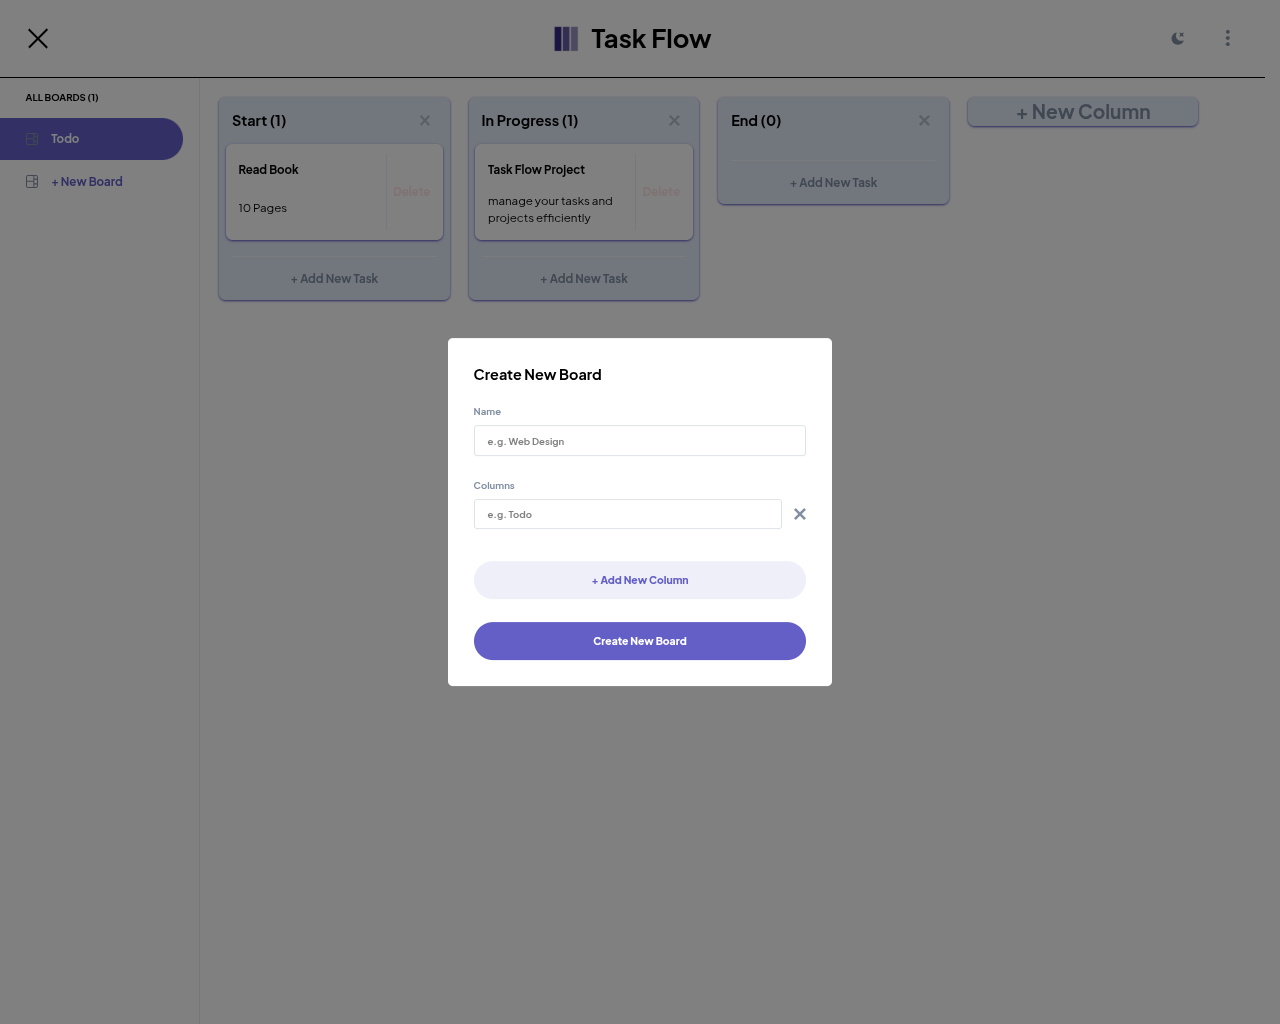 Task Flow
ALL BOARDS (1)
Todo
+ New Board
Start (1)
Read Book
10 Pages
Delete
+ Add New Task
In Progress (1)
Task Flow Project
manage your tasks and
projects efficiently
Delete
+ Add New Task
End (0)
+ Add New Task
+ New Column
Create New Board
Name
e.g. Web Design
Columns
e.g. Todo
+ Add New Column
Create New Board